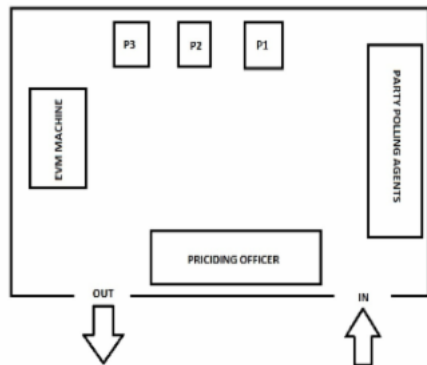 P3
P2
P1
EVM MACHINE
PARTY POLLING AGENTS
PRICIDING OFFICER
OUT
IN